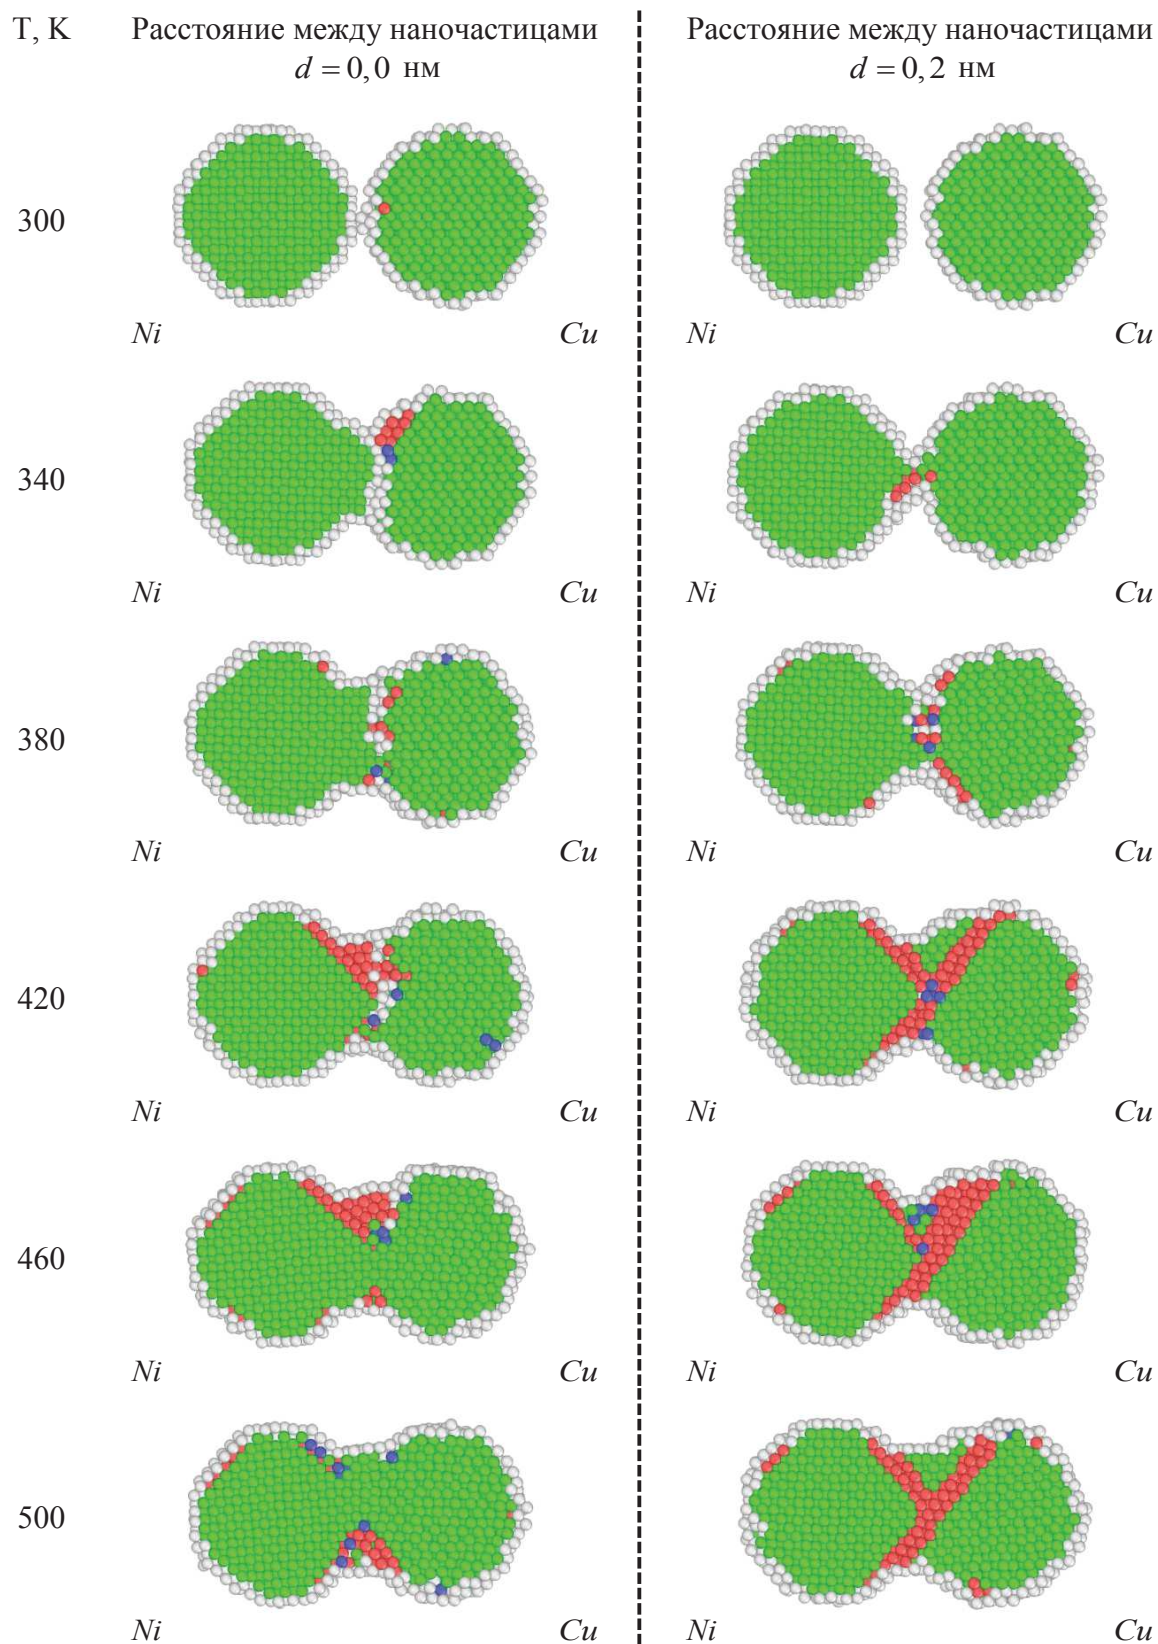 T, K
Расстояние между наночастицами
d = 0,0 нм
Расстояние между наночастицами
d = 0,2 нм
300
Ni Cu Ni Cu
340
Ni Cu Ni Cu
380
Ni Cu Ni Cu
420
Ni Cu Ni Cu
460
Ni Cu Ni Cu
500
Ni Cu Ni Cu